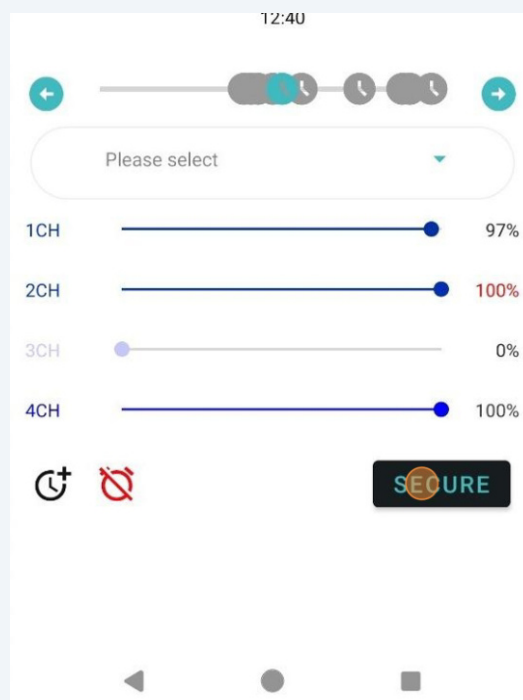 12:40
Please select
1CH 97%
2CH 100%
3CH 0%
4CH 100%
SECURE